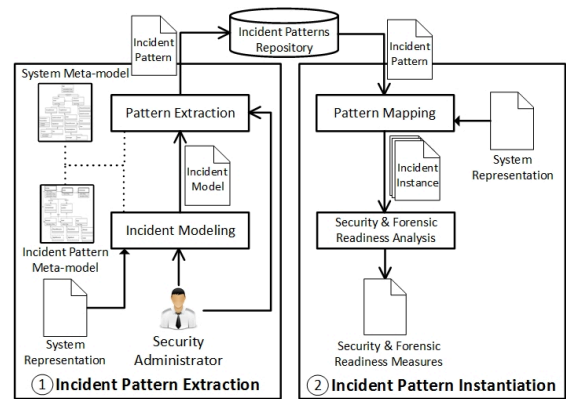 Incident
Pattern
Incident Patterns
Repository
Incident
Pattern
System Meta-model
Pattern Extraction
Incident
Model
Incident Modeling
Incident Pattern
Meta-model
System
Representation
Security
Administrator
1 Incident Pattern Extraction
Pattern Mapping
System
Representation
Incident
Instance
Security & Forensic
Readiness Analysis
Security & Forensic
Readiness Measures
2 Incident Pattern Instantiation